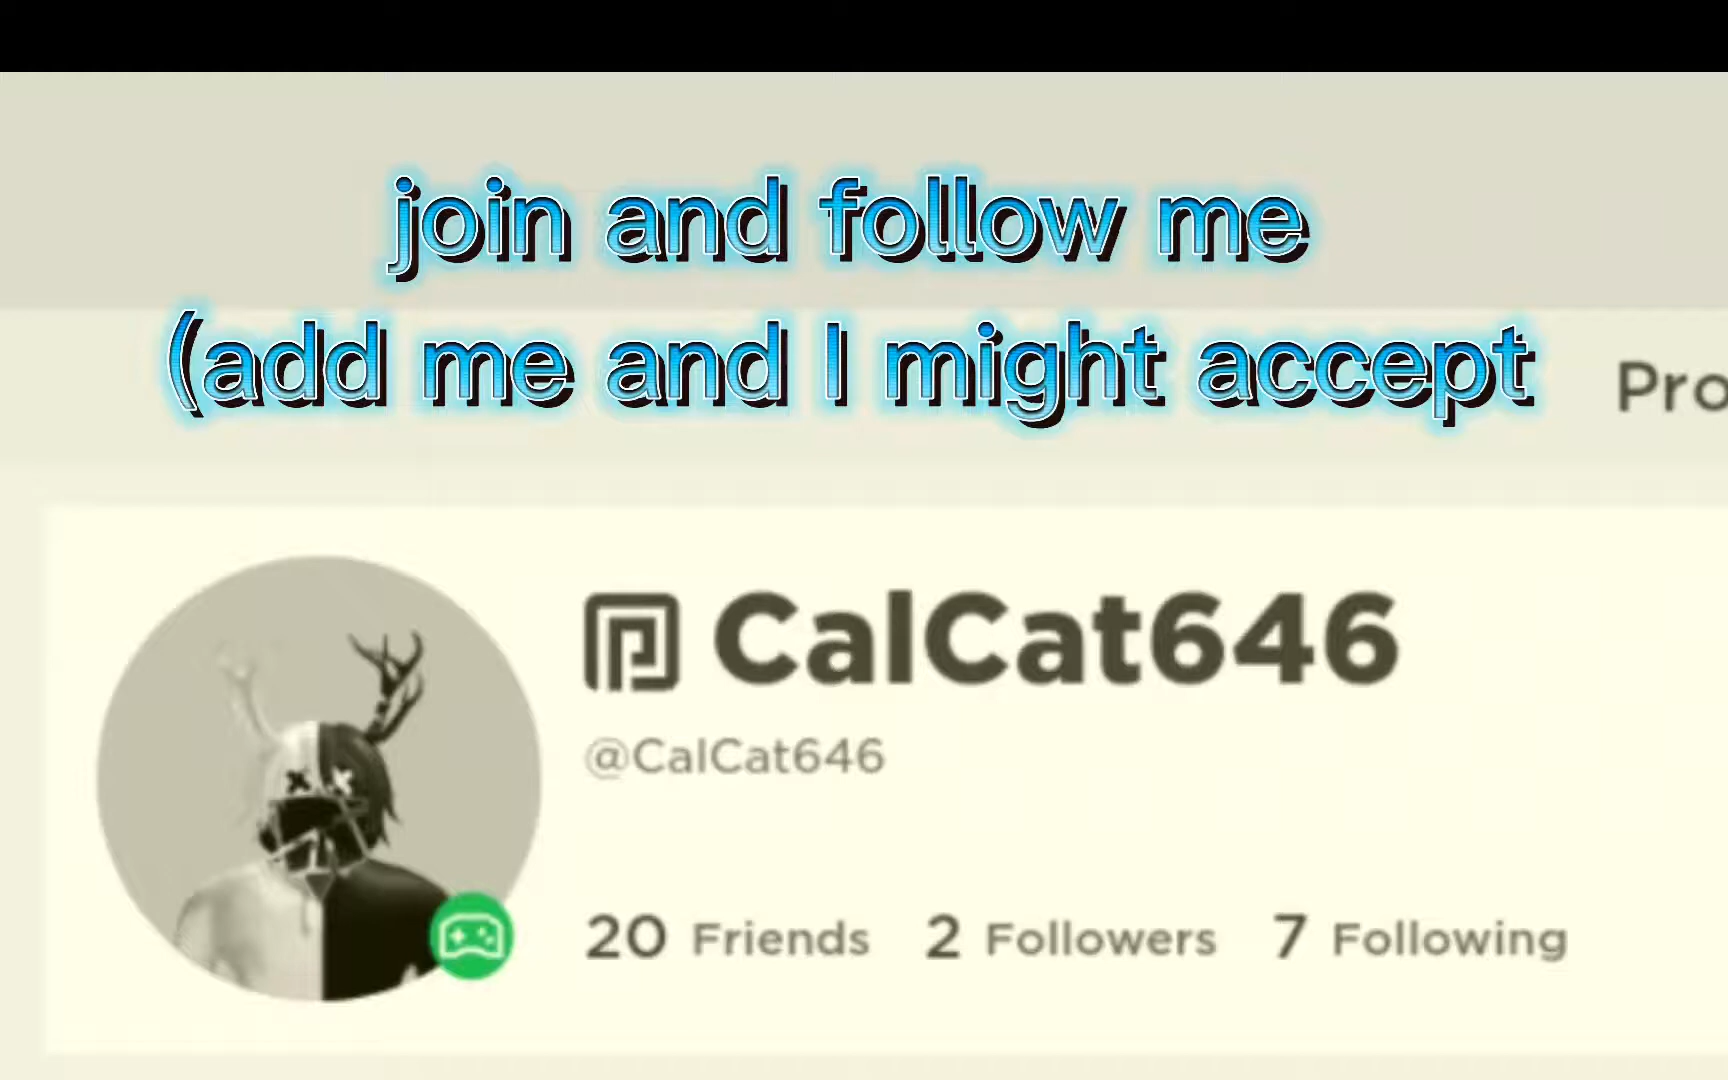 join and follow me
(add me and I might accept
Pro
CalCat646
@CalCat646
20 Friends 2 Followers 7 Following